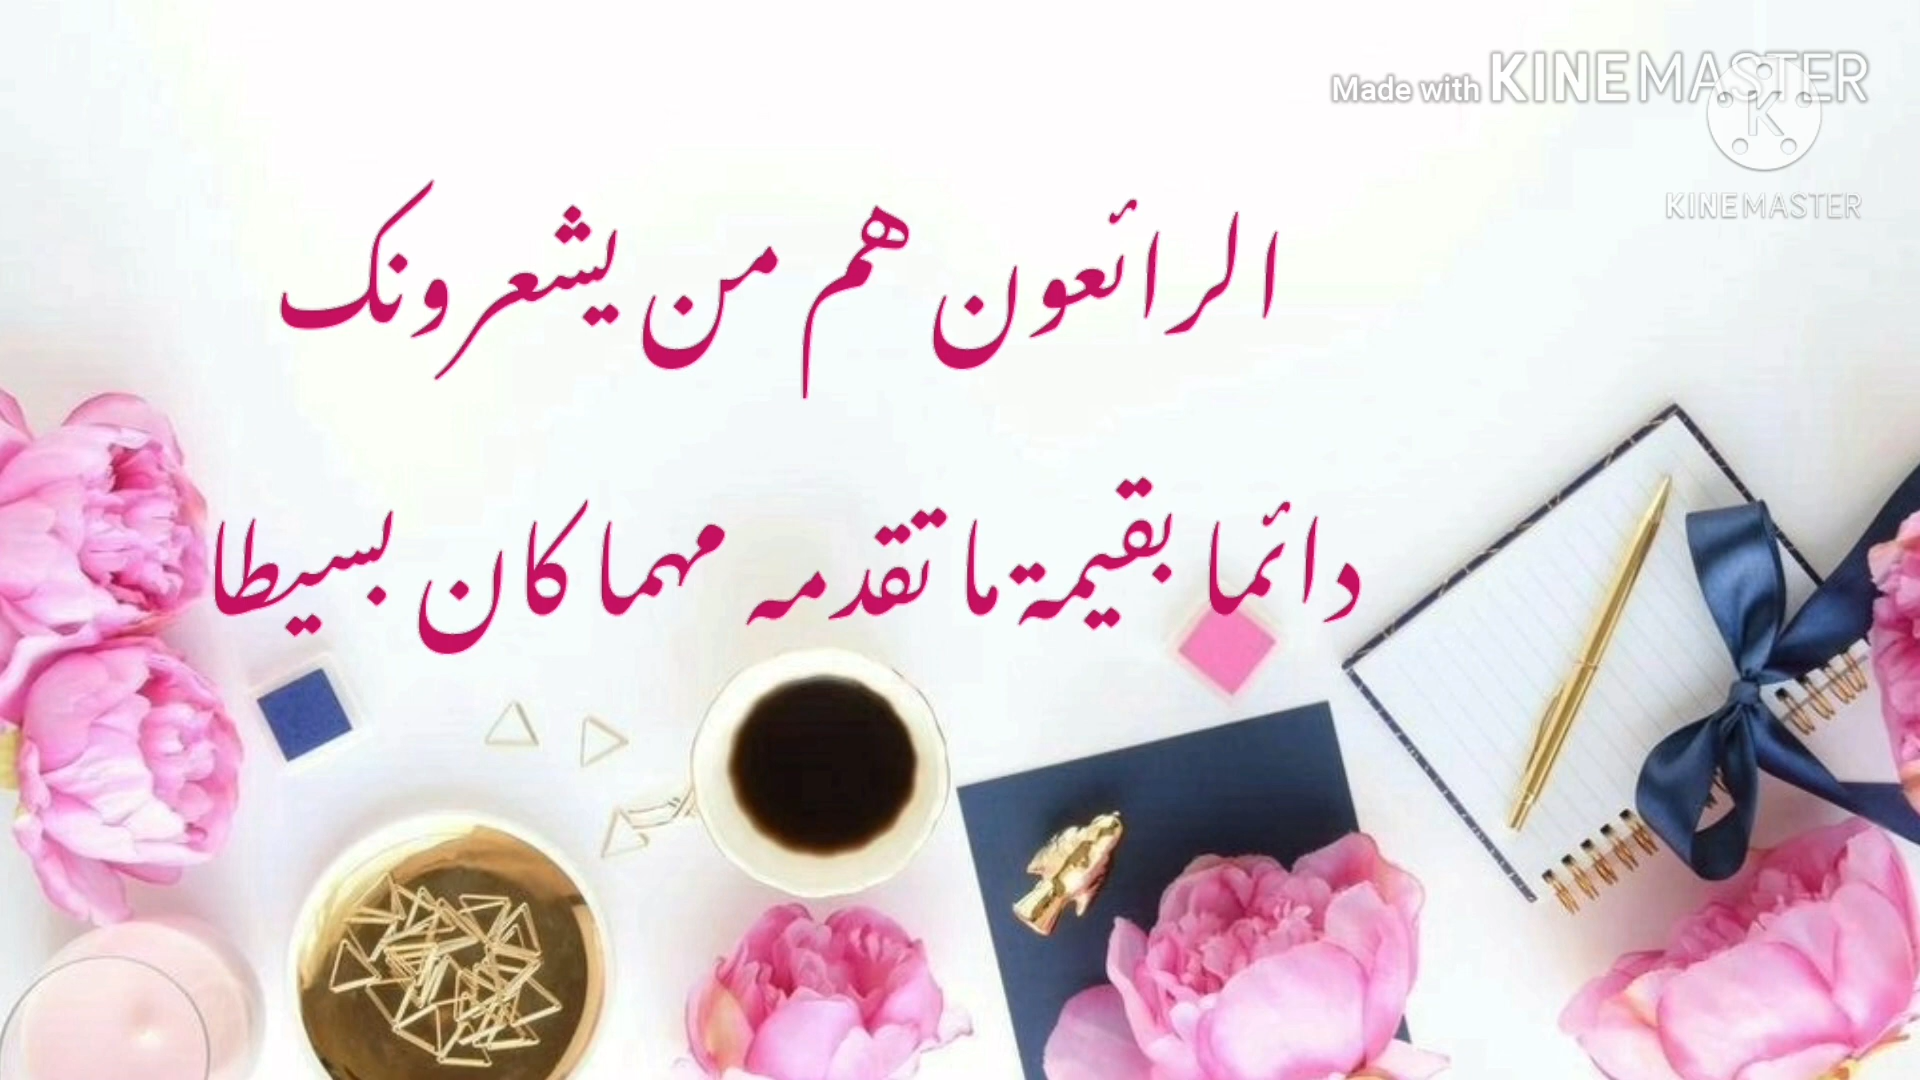 Made with KINEMASTER
K
KINEMASTER
الرائعون هم من يشعرونك
دائما بقيمة ما تقدمه مهما كان بسيطا